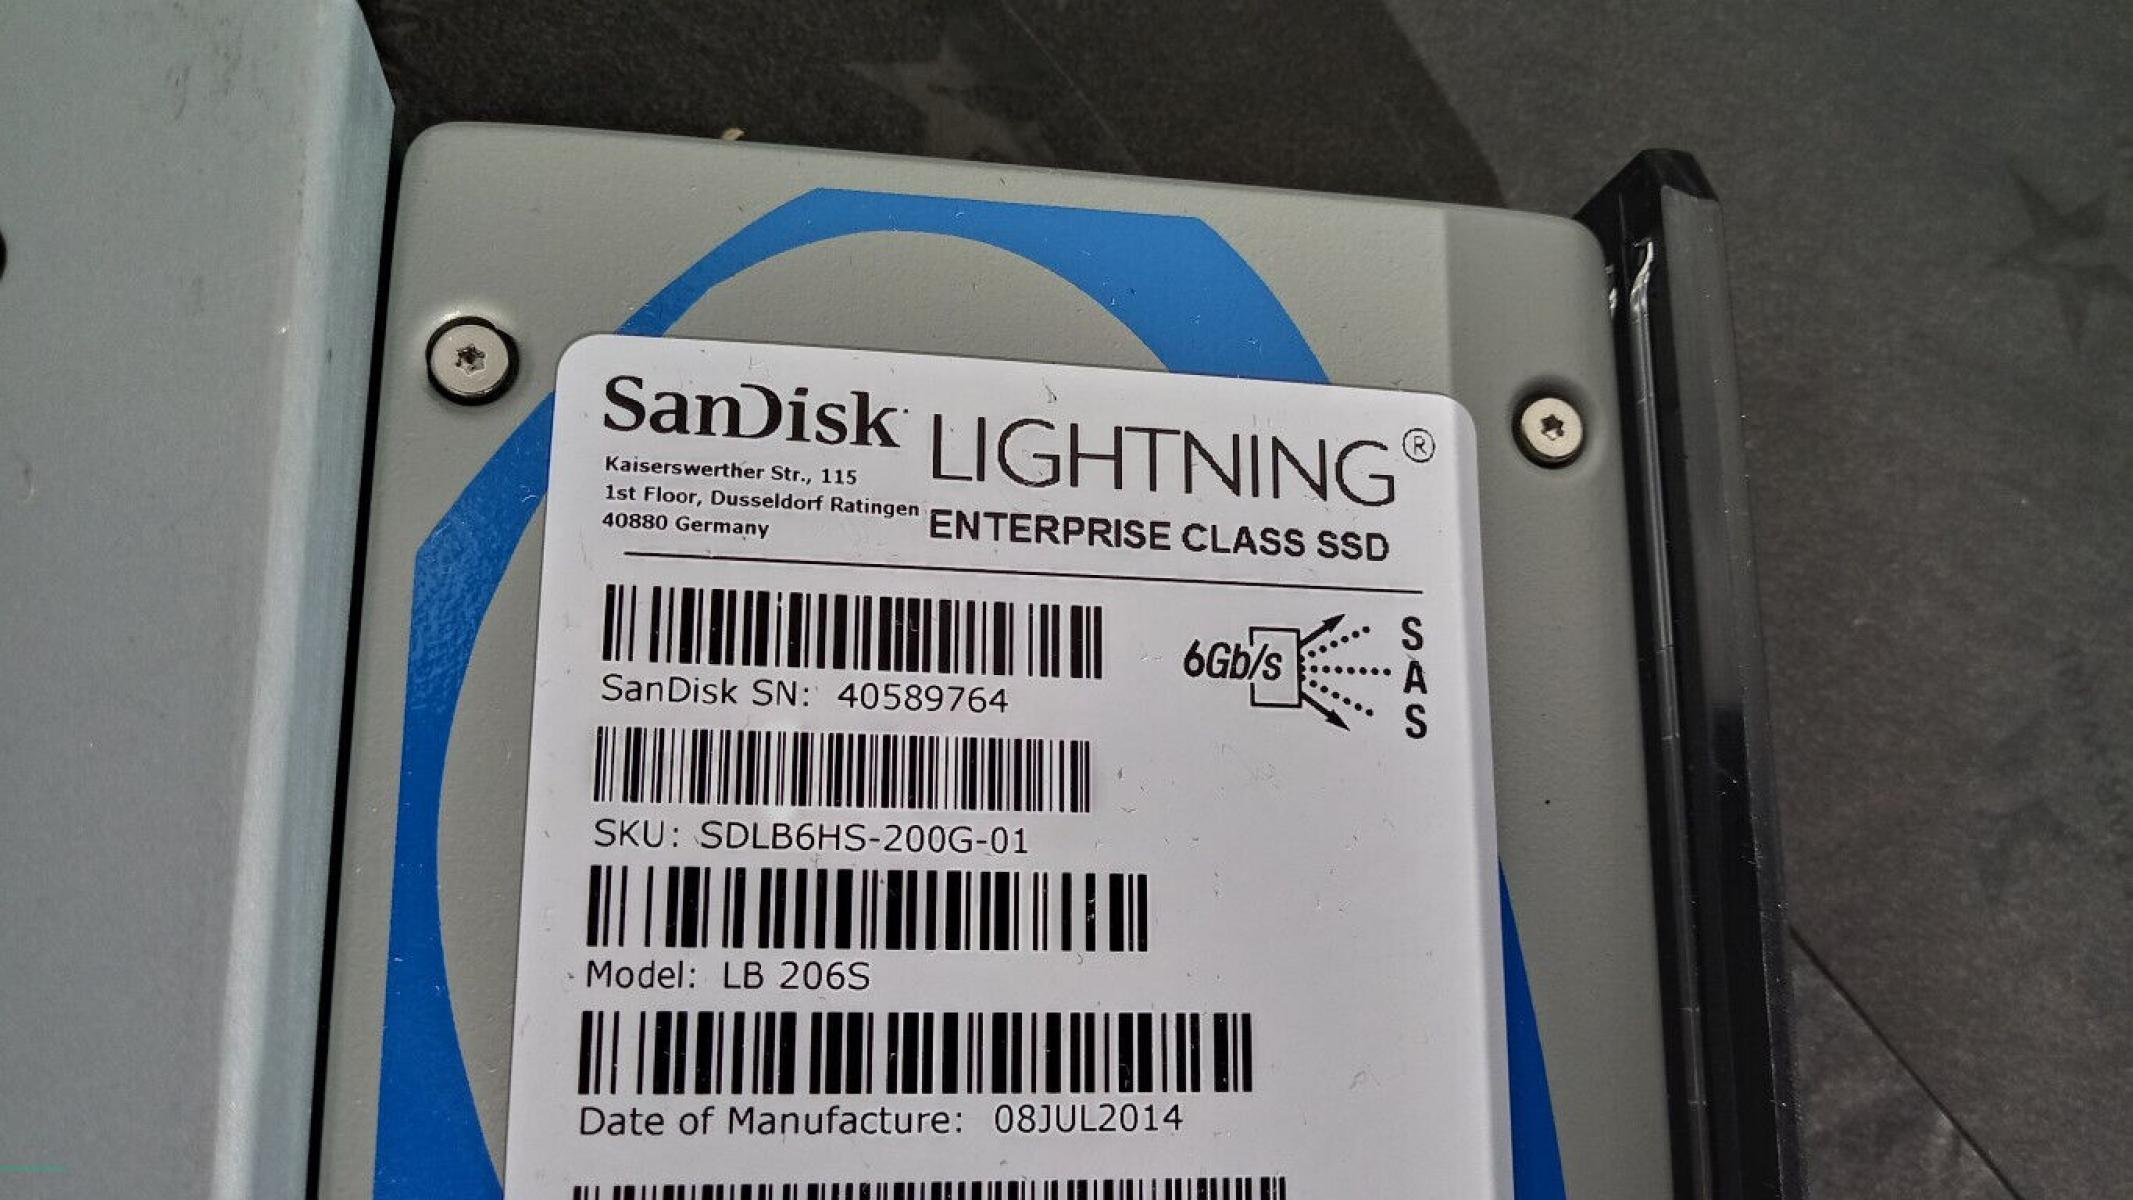 SanDisk LIGHTNING®
Kaiserswerther Str., 115
1st Floor, Dusseldorf Ratingen
40880 Germany
ENTERPRISE CLASS SSD
6Gb/s SAS
SanDisk SN: 40589764
SKU: SDLB6HS-200G-01
Model: LB 206S
Date of Manufacture: 08JUL2014